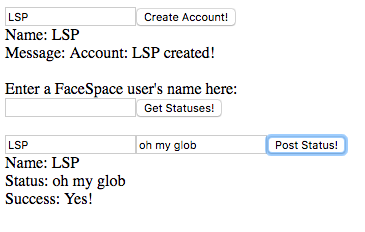 LSP Create Account!
Name: LSP
Message: Account: LSP created!
Enter a FaceSpace user's name here:
Get Statuses!
LSP oh my glob Post Status!
Name: LSP
Status: oh my glob
Success: Yes!